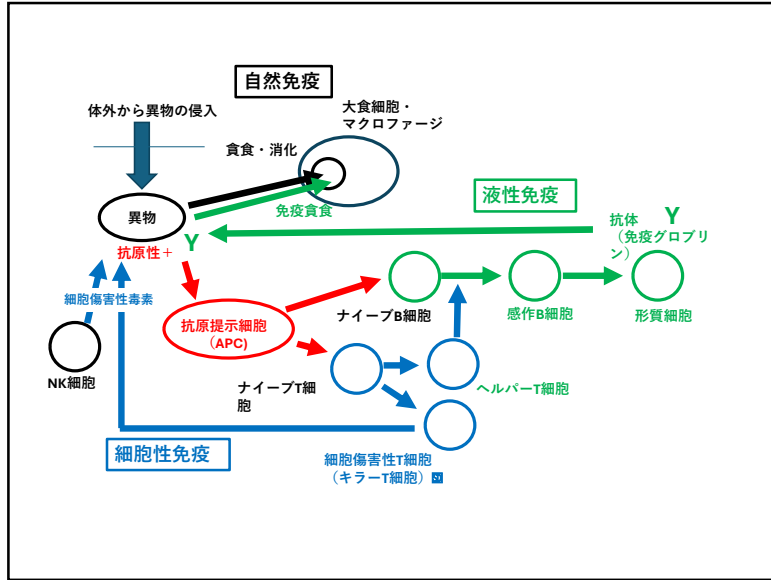 自然免疫
体外から異物の侵入
大食細胞・
マクロファージ
貪食・消化
異物
免疫貪食
液性免疫
抗体
（免疫グロブリ
ン）
Y
抗原性＋
Y
細胞傷害性毒素
抗原提示細胞
（APC)
ナイーブB細胞
感作B細胞
形質細胞
NK細胞
ナイーブT細
胞
ヘルパーT細胞
細胞性免疫
細胞傷害性T細胞
（キラーT細胞）